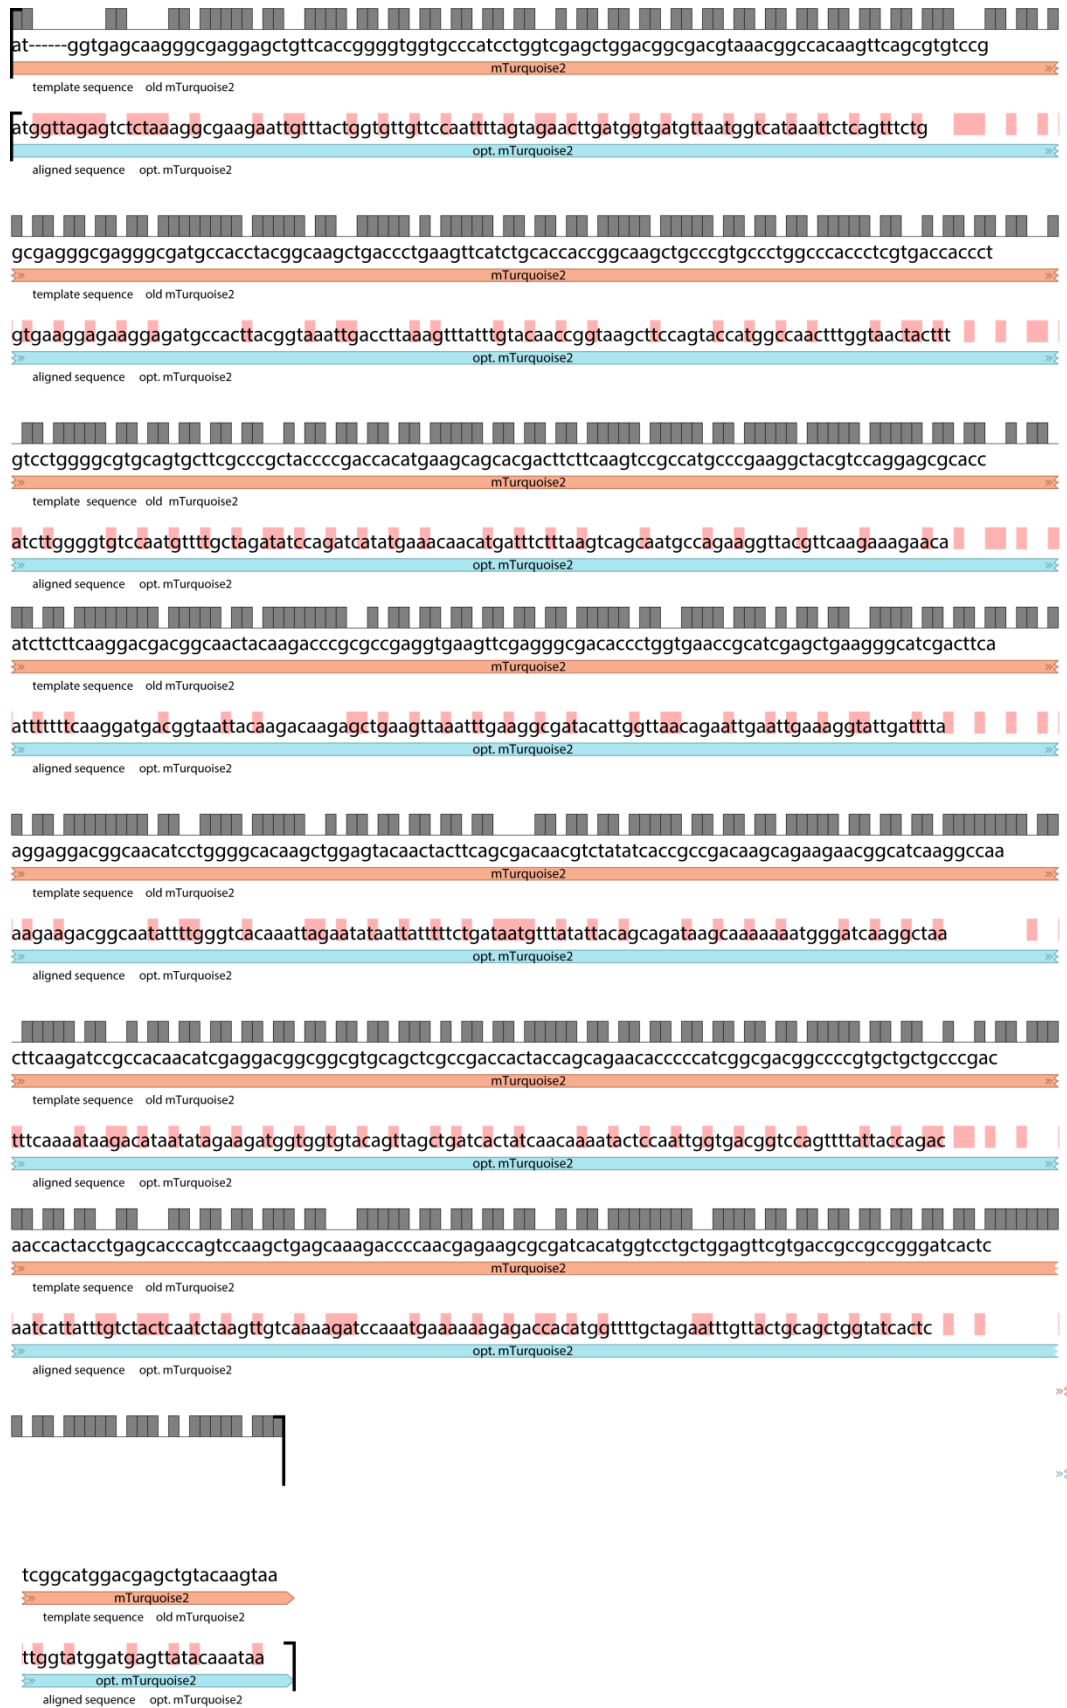 at------ggtgagcaagggcgaggagctgttcaccggggtggtgcccatcctggtcgagctggacggcgacgtaaacggccacaagttcagcgtgtccg
mTurquoise2
template sequence old mTurquoise2
atggttagagtctctaaaggcgaagaattgtttactggtgttgttccaattttagtagaacttgatggtgatgttaatggtcataaattctcagtttctg
opt. mTurquoise2
aligned sequence opt. mTurquoise2
gcgagggcgagggcgatgccacctacggcaagctgaccctgaagttcatctgcaccaccggcaagctgcccgtgccctggcccaccctcgtgaccaccct
mTurquoise2
template sequence old mTurquoise2
gtgaaggagaaggagatgccacttacggtaaattgaccttaaagtttatttgtacaaccggtaagcttccagtaccatggccaactttggtaactacttt
opt. mTurquoise2
aligned sequence opt. mTurquoise2
gtcctggggcgtgcagtgcttcgcccgctaccccgaccacatgaagcagcacgacttcttcaagtccgccatgcccgaaggctacgtccaggagcgcacc
mTurquoise2
template sequence old mTurquoise2
atcttggggtgtccaatgttttgctagatatccagatcatatgaaacaacatgatttctttaagtcagcaatgccagaaggttacgttcaagaaagaaca
opt. mTurquoise2
aligned sequence opt. mTurquoise2
atcttcttcaaggacgacggcaactacaagacccgcgccgaggtgaagttcgagggcgacaccctggtgaaccgcatcgagctgaagggcatcgacttca
mTurquoise2
template sequence old mTurquoise2
atttttttcaaggatgacggtaattacaagacaagagctgaagttaaatttgaaggcgatacattggttaacagaattgaattgaaaggtattgatttta
opt. mTurquoise2
aligned sequence opt. mTurquoise2
aggaggacggcaacatcctggggcacaagctggagtacaactacttcagcgacaacgtctatatcaccgccgacaagcagaagaacggcatcaaggccaa
mTurquoise2
template sequence old mTurquoise2
aagaagacggcaatattttgggtcacaaattagaatataattatttttctgataatgtttatattacagcagataagcaaaaaaatgggatcaaggctaa
opt. mTurquoise2
aligned sequence opt. mTurquoise2
cttcaagatccgccacaacatcgaggacggcggcgtgcagctcgccgaccactaccagcagaacacccccatcggcgacggccccgtgctgctgcccgac
mTurquoise2
template sequence old mTurquoise2
tttcaaaataagacataatatagaagatggtggtgtacagttagctgatcactatcaacaaaatactccaattggtgacggtccagttttattaccagac
opt. mTurquoise2
aligned sequence opt. mTurquoise2
aaccactacctgagcacccagtccaagctgagcaaagaccccaacgagaagcgcgatcacatggtcctgctggagttcgtgaccgccgccgggatcactc
mTurquoise2
template sequence old mTurquoise2
aatcattatttgtctactcaatctaagttgtcaaaagatccaaatgaaaaaagagaccacatggttttgctagaatttgttactgcagctggtatcactc
opt. mTurquoise2
aligned sequence opt. mTurquoise2
tcggcatggacgagctgtacaagtaa
mTurquoise2
template sequence old mTurquoise2
ttggtatggatgagttatacaaataa
opt. mTurquoise2
aligned sequence opt. mTurquoise2